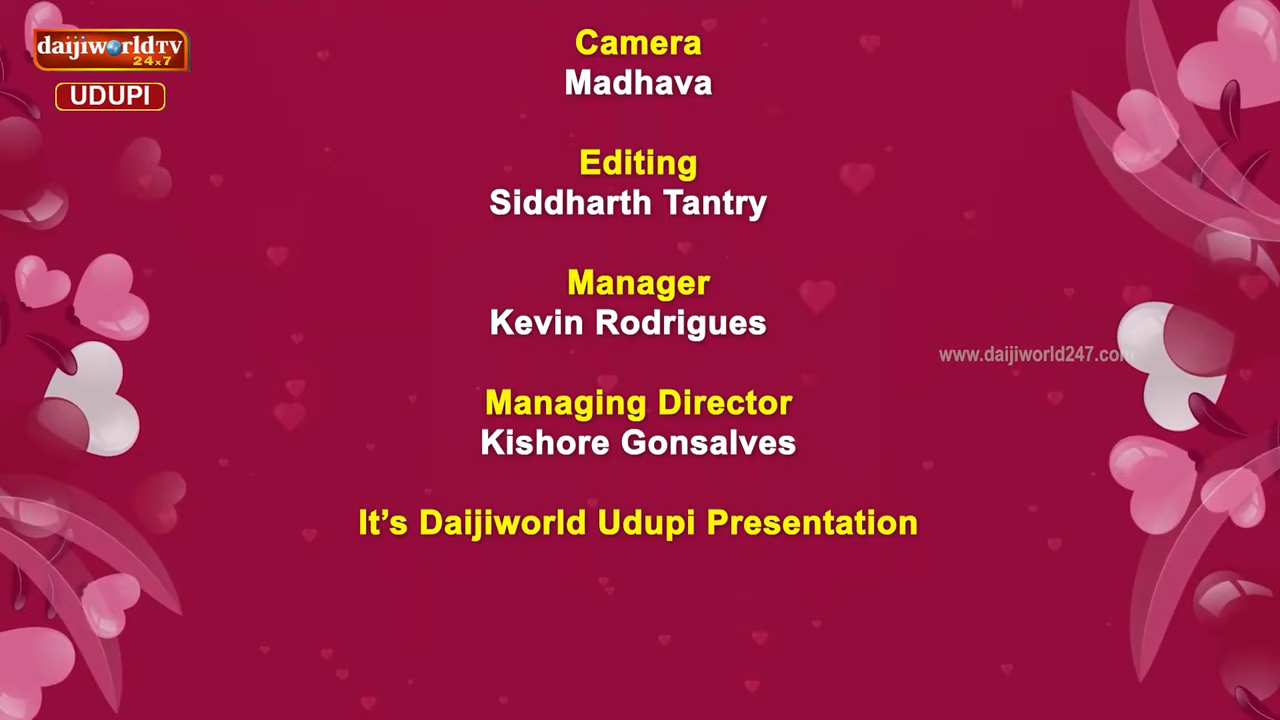 daijiworldTV
24x7
UDUPI
Camera
Madhava
Editing
Siddharth Tantry
Manager
Kevin Rodrigues
www.daijiworld247.com
Managing Director
Kishore Gonsalves
It's Daijiworld Udupi Presentation